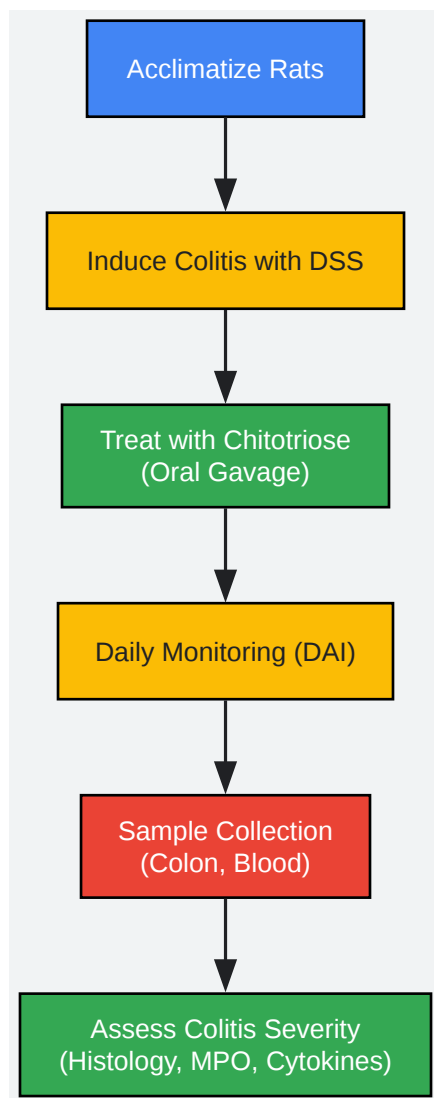 Acclimatize Rats
Induce Colitis with DSS
Treat with Chitotriose
(Oral Gavage)
Daily Monitoring (DAI)
Sample Collection
(Colon, Blood)
Assess Colitis Severity
(Histology, MPO, Cytokines)